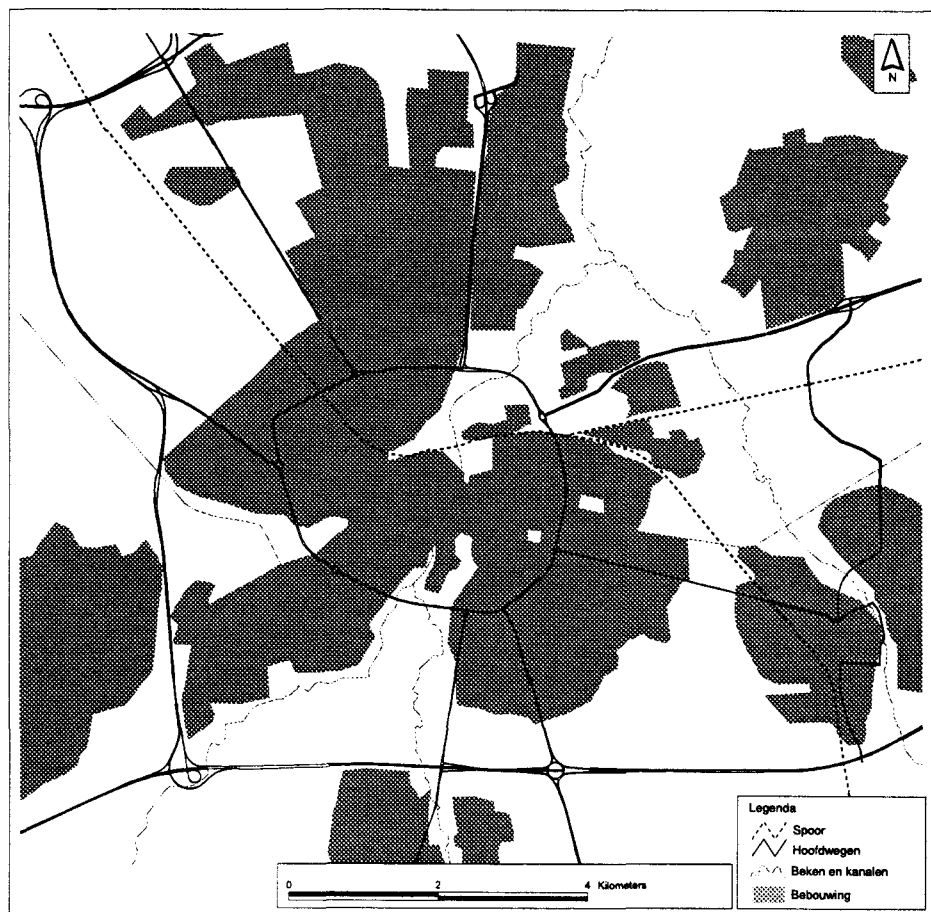 N
Legenda
Spoor
Hoofdwegen
Beken en kanalen
Bebouwing
0 2 4 Kilometers